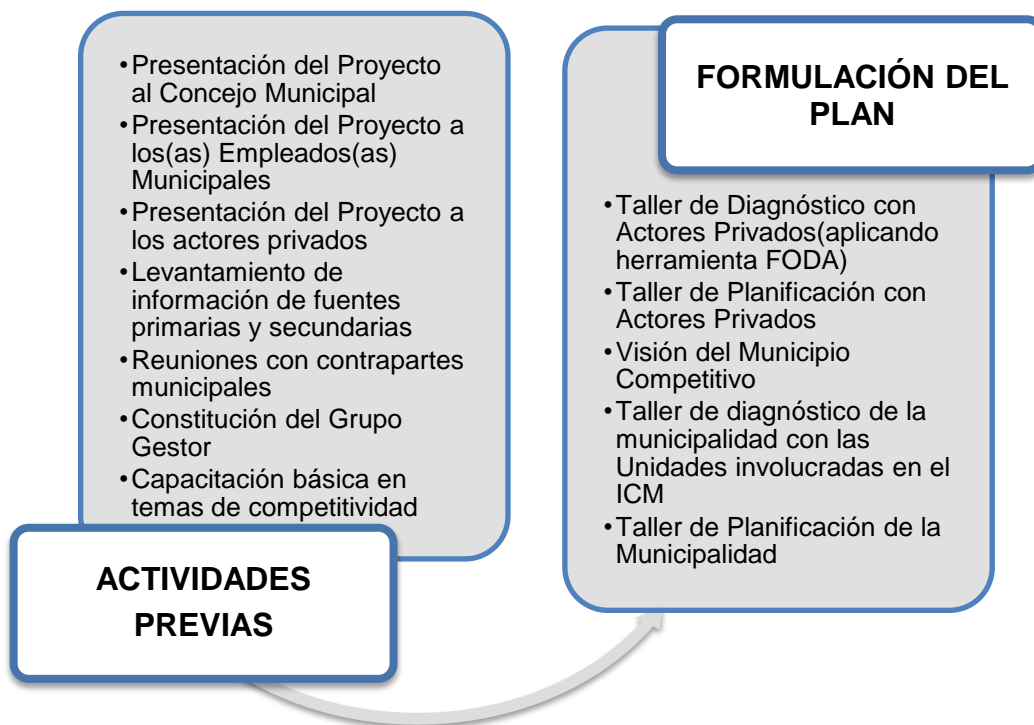 •Presentación del Proyecto
al Concejo Municipal
•Presentación del Proyecto a
los(as) Empleados(as)
Municipales
•Presentación del Proyecto a
los actores privados
•Levantamiento de
información de fuentes
primarias y secundarias
•Reuniones con contrapartes
municipales
•Constitución del Grupo
Gestor
•Capacitación básica en
temas de competitividad
ACTIVIDADES
PREVIAS
FORMULACIÓN DEL
PLAN
•Taller de Diagnóstico con
Actores Privados(aplicando
herramienta FODA)
•Taller de Planificación con
Actores Privados
•Visión del Municipio
Competitivo
•Taller de diagnóstico de la
municipalidad con las
Unidades involucradas en el
ICM
•Taller de Planificación de la
Municipalidad